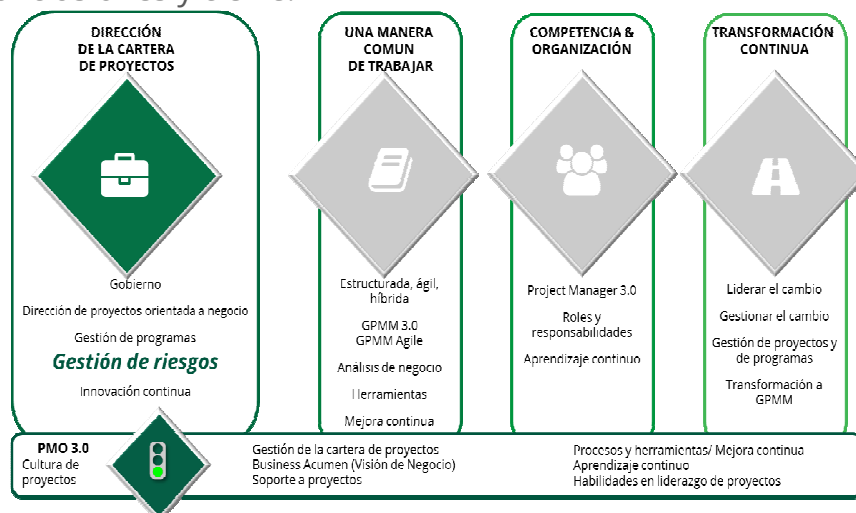 DIRECCIÓN
DE LA CARTERA
DE PROYECTOS
Gobierno
Dirección de proyectos orientada a negocio
Gestión de programas
Gestión de riesgos
Innovación continua
UNA MANERA
COMUN
DE TRABAJAR
Estructurada, ágil,
híbrida
GPMM 3.0
GPMM Agile
Análisis de negocio
Herramientas
Mejora continua
COMPETENCIA &
ORGANIZACIÓN
Project Manager 3.0
Roles y
responsabilidades
Aprendizaje continuo
TRANSFORMACIÓN
CONTINUA
Liderar el cambio
Gestionar el cambio
Gestión de proyectos y
de programas
Transformación a
GPMM
PMO 3.0
Cultura de
proyectos
Gestión de la cartera de proyectos
Business Acumen (Visión de Negocio)
Soporte a proyectos
Procesos y herramientas/ Mejora continua
Aprendizaje continuo
Habilidades en liderazgo de proyectos